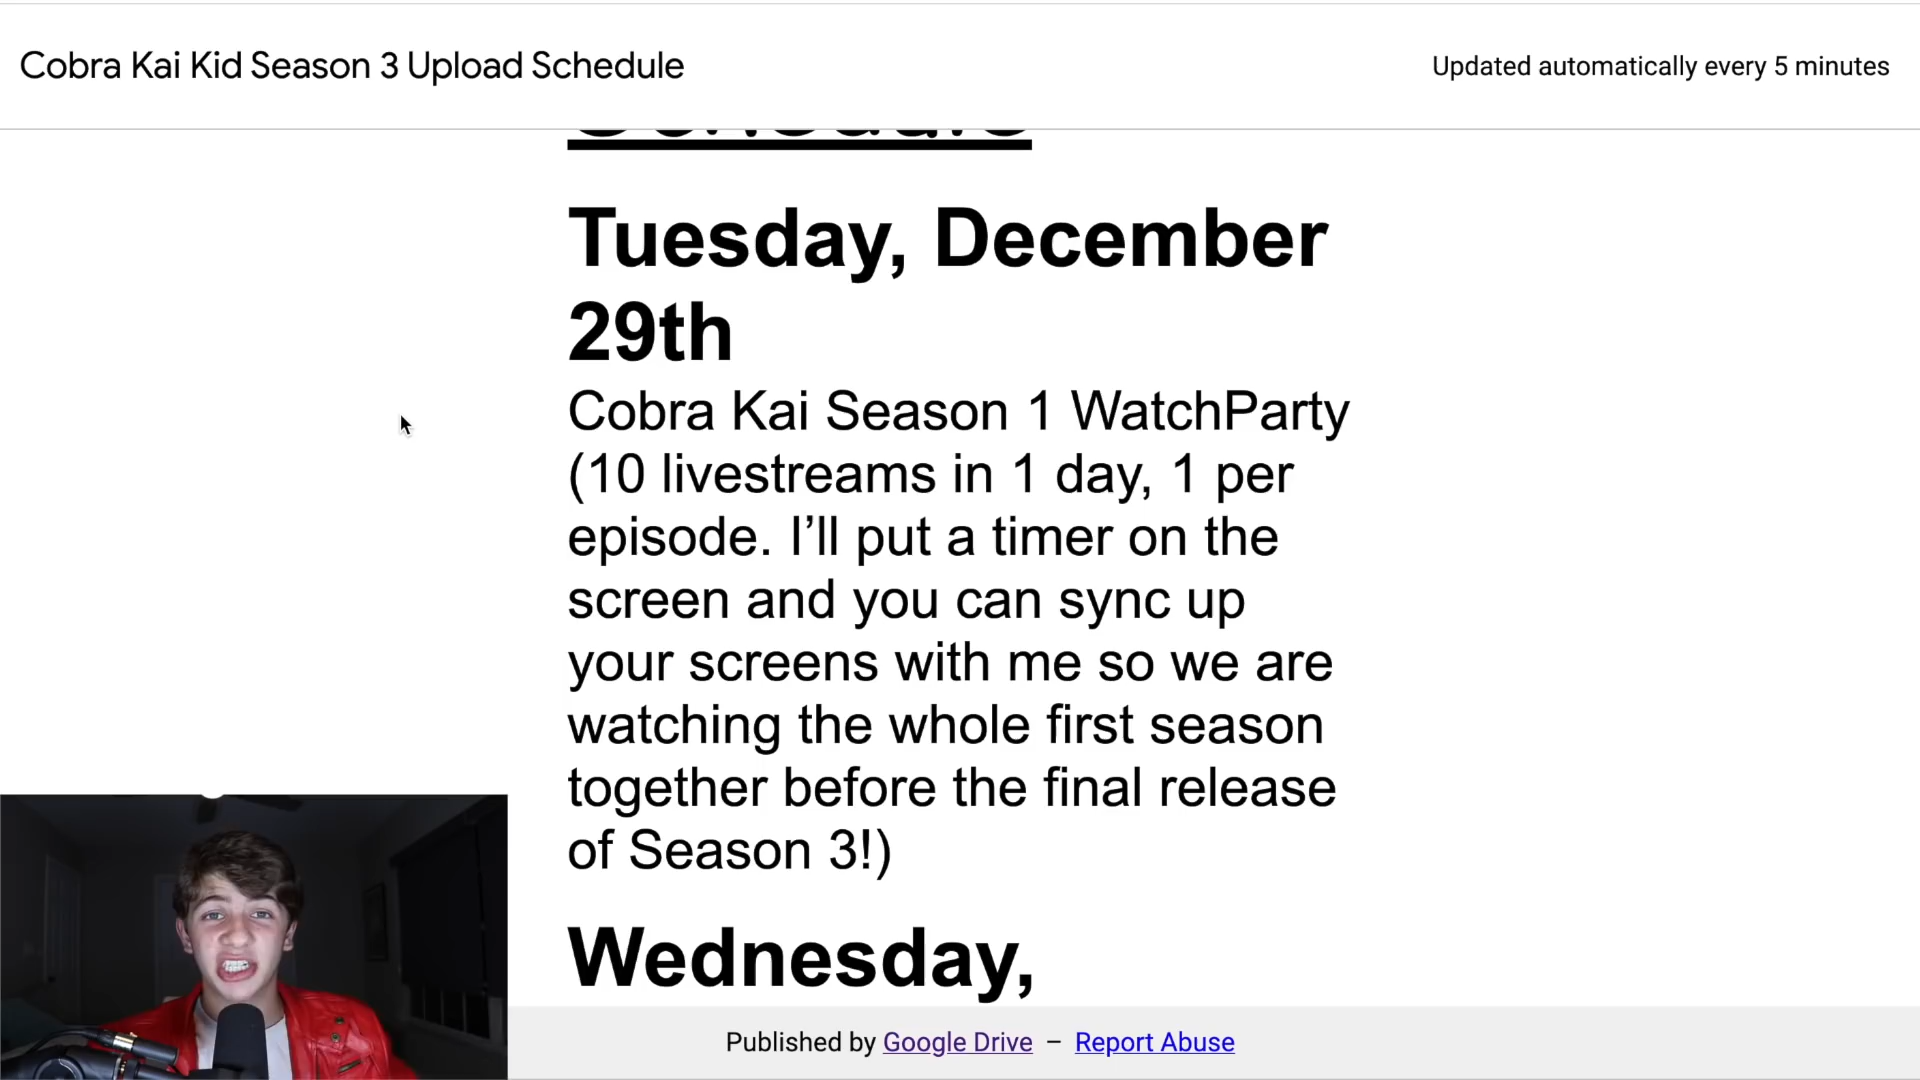 Cobra Kai Kid Season 3 Upload Schedule
Updated automatically every 5 minutes
Schedule
Tuesday, December
29th
Cobra Kai Season 1 WatchParty
(10 livestreams in 1 day, 1 per
episode. I’ll put a timer on the
screen and you can sync up
your screens with me so we are
watching the whole first season
together before the final release
of Season 3!)
Wednesday,
Published by Google Drive – Report Abuse